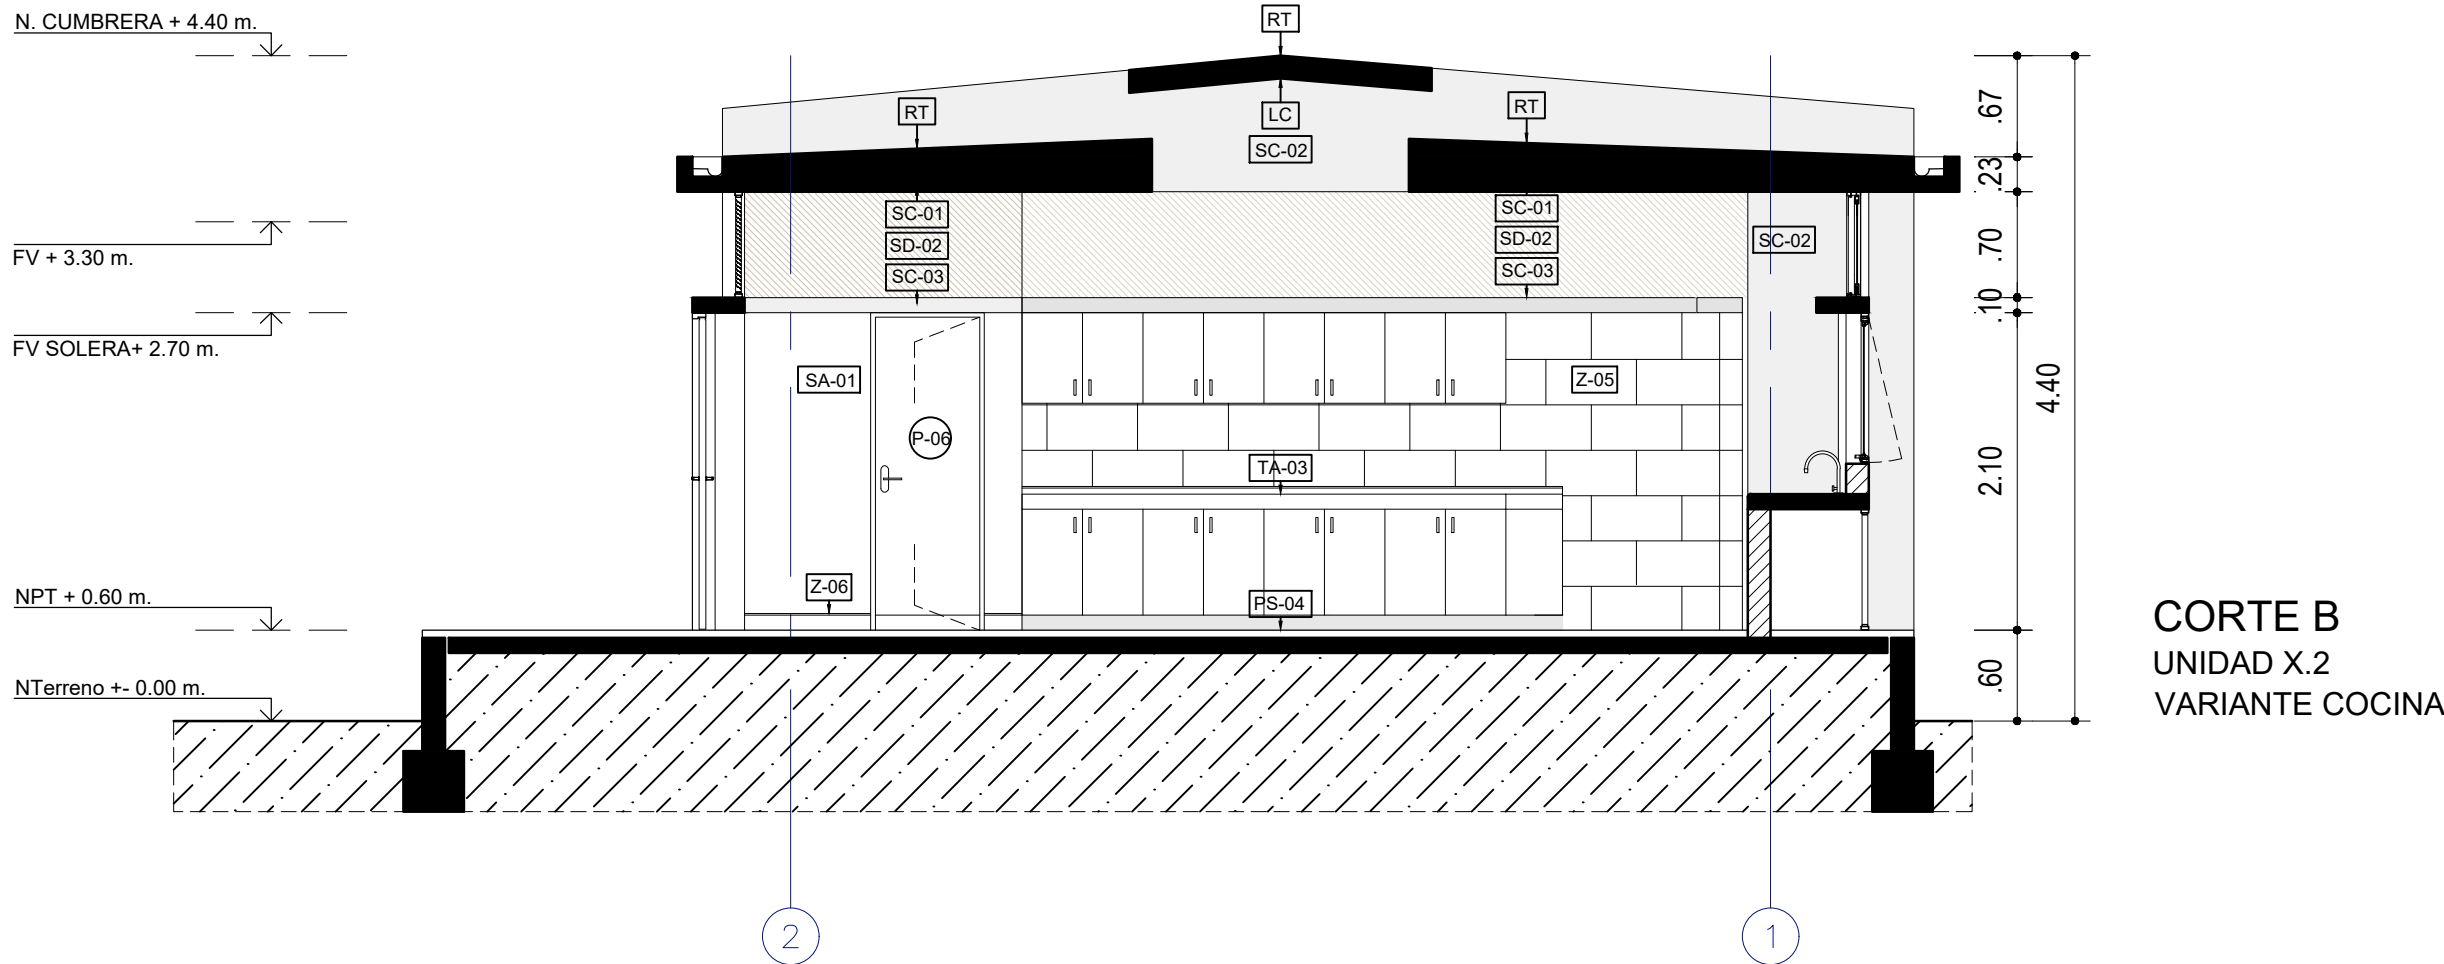 N. CUMBRERA + 4.40 m.
RT
RT
LC
RT
SC-02
.67
.23
SC-01
SD-02
SC-03
SC-01
SD-02
SC-03
SC-02
.70
FV + 3.30 m.
.10
FV SOLERA+ 2.70 m.
SA-01
Z-05
P-06
TA-03
2.10
4.40
Z-06
PS-04
NPT + 0.60 m.
NTerreno +- 0.00 m.
.60
CORTE B
UNIDAD X.2
VARIANTE COCINA
2
1